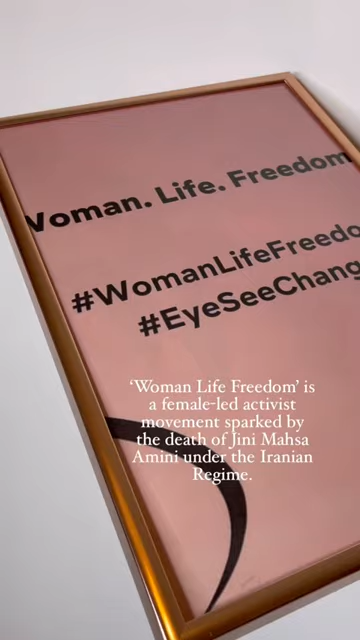 Woman. Life. Freedom
#WomanLifeFreedo
#EyeSeeChang
‘Woman Life Freedom’ is
a female-led activist
movement sparked by
the death of Jini Mahsa
Amini under the Iranian
Regime.